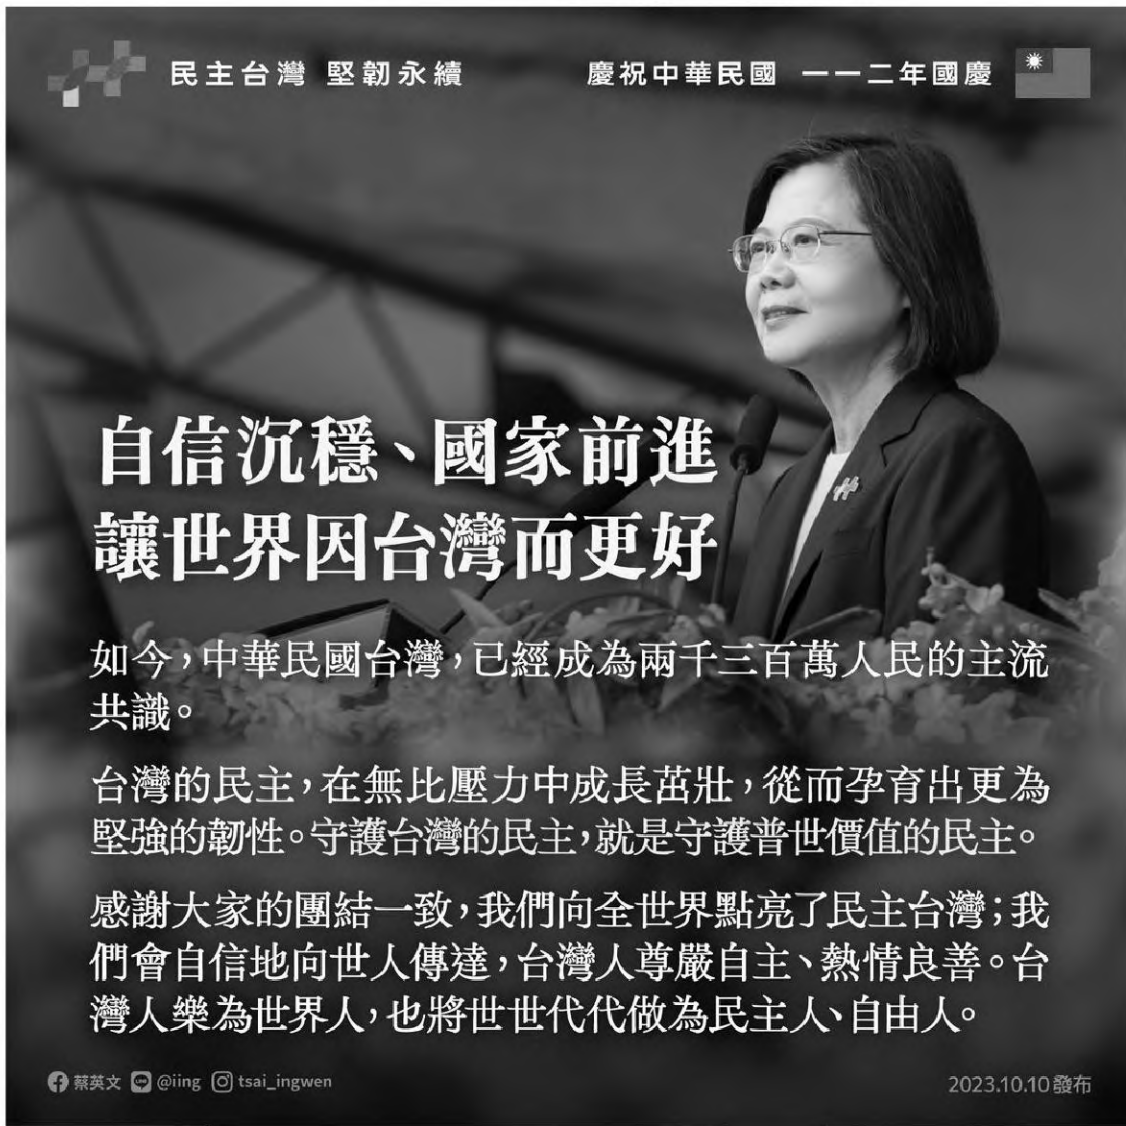 民主台灣 堅韌永續
慶祝中華民國 一一二年國慶
自信沉穩、國家前進
讓世界因台灣而更好
如今，中華民國台灣，已經成為兩千三百萬人民的主流
共識。
台灣的民主，在無比壓力中成長茁壯，從而孕育出更為
堅強的韌性。守護台灣的民主，就是守護普世價值的民主。
感謝大家的團結一致，我們向全世界點亮了民主台灣；我
們會自信地向世人傳達，台灣人尊嚴自主、熱情良善。台
灣人樂為世界人，也將世世代代做為民主人、自由人。
蔡英文 @iing tsai_ingwen
2023.10.10發布